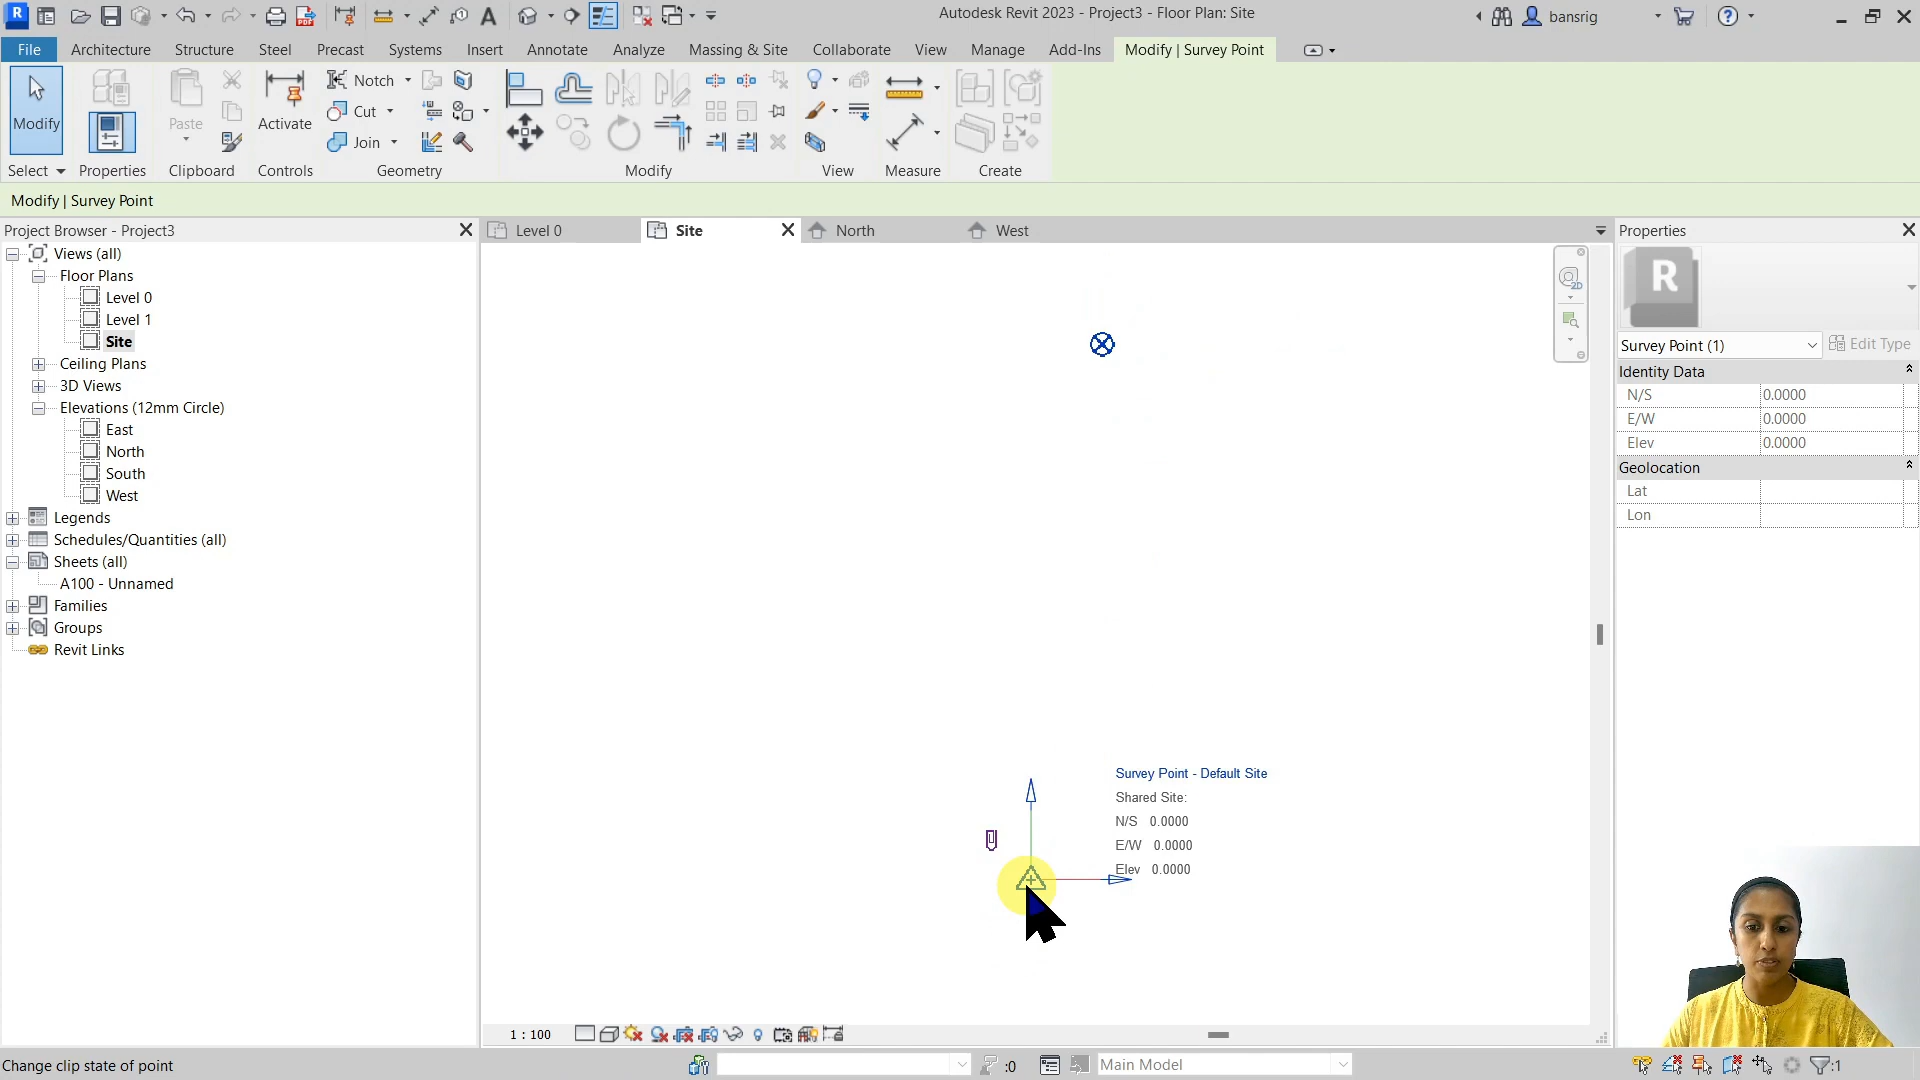 Autodesk Revit 2023 - Project3 - Floor Plan: Site
bansrig
File Architecture Structure Steel Precast Systems Insert Annotate Analyze Massing & Site Collaborate View Manage Add-Ins Modify | Survey Point
Modify
Paste
Activate
Notch
Cut
Join
Select Properties Clipboard Controls Geometry Modify View Measure Create
Modify | Survey Point
Project Browser - Project3
Views (all)
Floor Plans
Level 0
Level 1
Site
Ceiling Plans
3D Views
Elevations (12mm Circle)
East
North
South
West
Legends
Schedules/Quantities (all)
Sheets (all)
A100 - Unnamed
Families
Groups
Revit Links
Level 0 Site North West
2D
Survey Point - Default Site
Shared Site:
N/S 0.0000
E/W 0.0000
Elev 0.0000
Properties
R
Survey Point (1) Edit Type
Identity Data
N/S 0.0000
E/W 0.0000
Elev 0.0000
Geolocation
Lat
Lon
1 : 100
Change clip state of point
:0
Main Model
:1